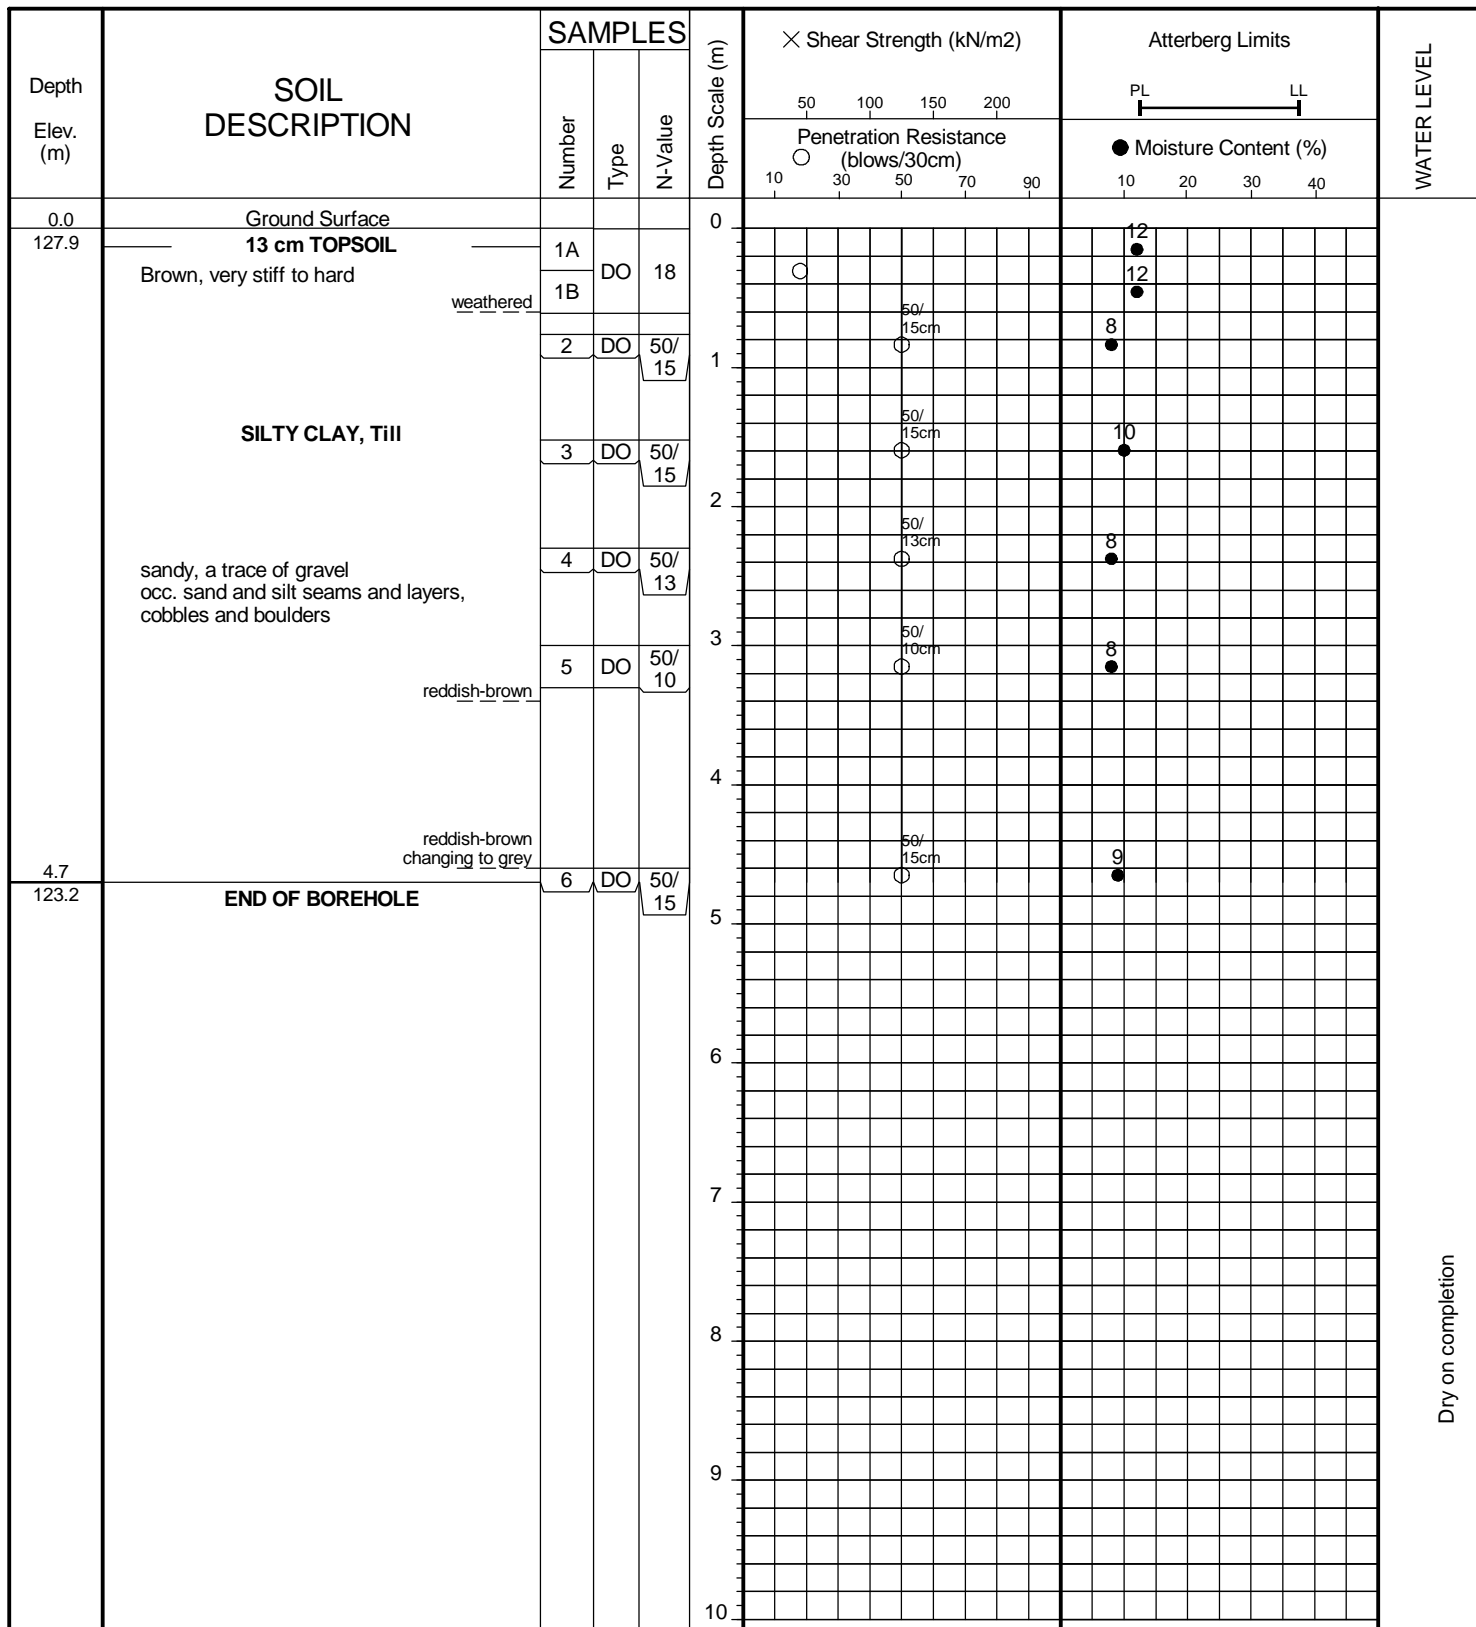 Depth
Elev.
(m)
SOIL
DESCRIPTION
SAMPLES
Number
Type
N-Value
Depth Scale (m)
× Shear Strength (kN/m2)
50 100 150 200
Penetration Resistance
(blows/30cm)
10 30 50 70 90
Atterberg Limits
PL LL
Moisture Content (%)
10 20 30 40
WATER LEVEL
0.0 Ground Surface 0
127.9 13 cm TOPSOIL 1A 12
Brown, very stiff to hard DO 18 12
weathered 1B
50/
15cm
8
2 DO 50/
15
1
50/
15cm
10
SILTY CLAY, Till
3 DO 50/
15
2
50/
13cm
8
4 DO 50/
13
sandy, a trace of gravel
occ. sand and silt seams and layers,
cobbles and boulders
3
50/
10cm
8
5 DO 50/
10
reddish-brown
4
reddish-brown
changing to grey
50/
15cm
9
4.7
6 DO 50/
15
123.2 END OF BOREHOLE
5
6
7
8
9
10
Dry on completion